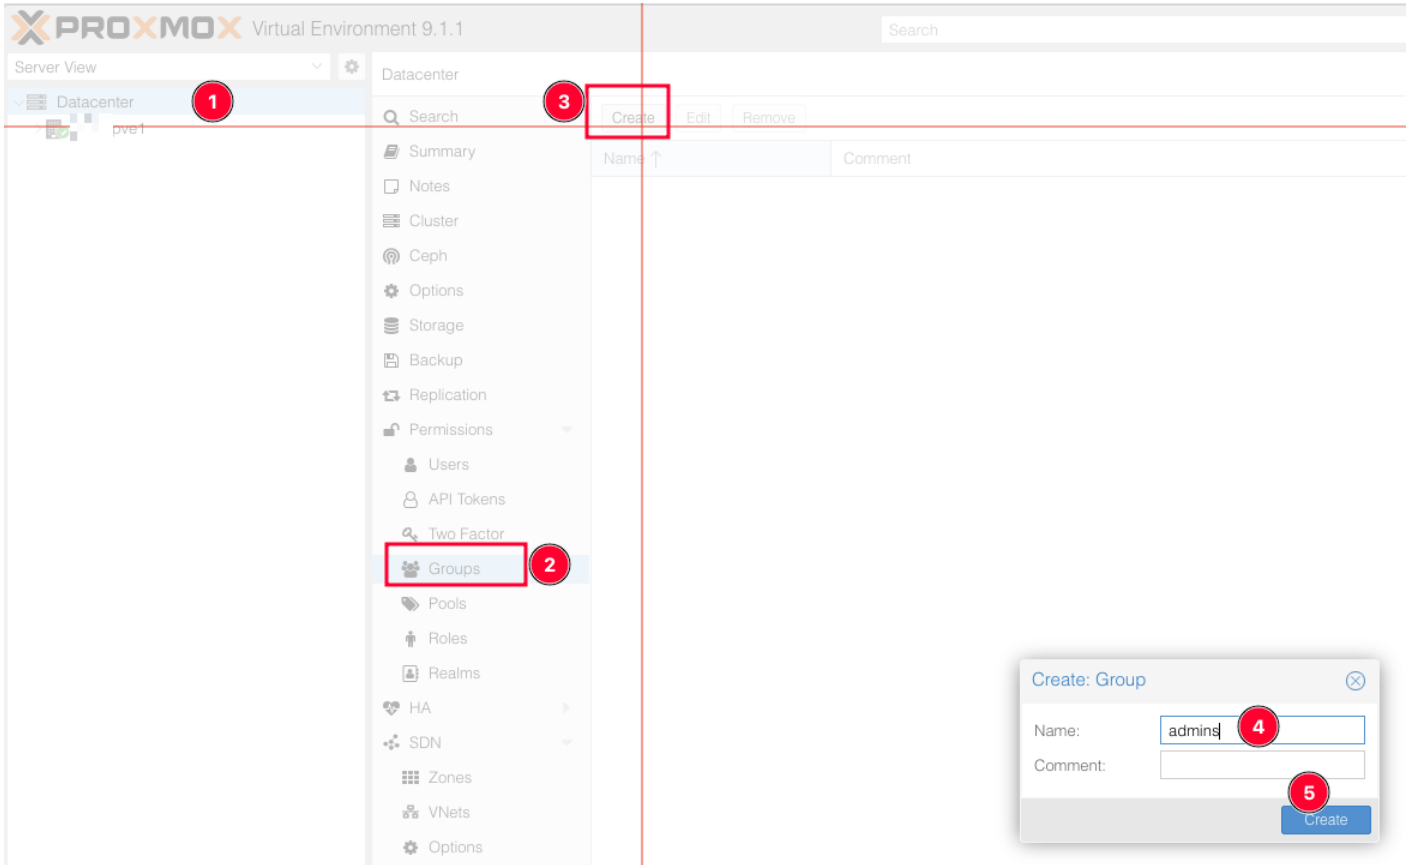 PROXMOX Virtual Environment 9.1.1
Search
Server View
Datacenter
1
pve1
Datacenter
Search
Summary
Notes
Cluster
Ceph
Options
Storage
Backup
Replication
Permissions
Users
API Tokens
Two Factor
Groups
2
Pools
Roles
Realms
HA
SDN
Zones
VNets
Options
3
Create Edit Remove
Name Comment
Create: Group
Name: admins 4
Comment:
5
Create